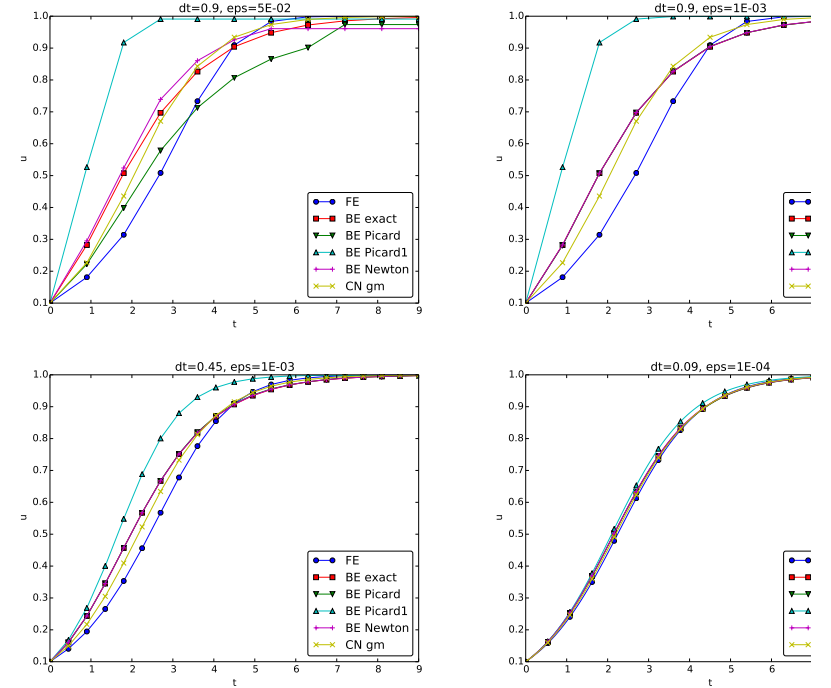 dt=0.9, eps=5E-02
1.0
0.9
0.8
0.7
0.6
0.5
0.4
0.3
0.2
0.1
u
0 1 2 3 4 5 6 7 8 9
t
FE
BE exact
BE Picard
BE Picard1
BE Newton
CN gm
dt=0.9, eps=1E-03
1.0
0.9
0.8
0.7
0.6
0.5
0.4
0.3
0.2
0.1
u
0 1 2 3 4 5 6
t
dt=0.45, eps=1E-03
1.0
0.9
0.8
0.7
0.6
0.5
0.4
0.3
0.2
0.1
u
0 1 2 3 4 5 6 7 8 9
t
FE
BE exact
BE Picard
BE Picard1
BE Newton
CN gm
dt=0.09, eps=1E-04
1.0
0.9
0.8
0.7
0.6
0.5
0.4
0.3
0.2
0.1
u
0 1 2 3 4 5 6
t